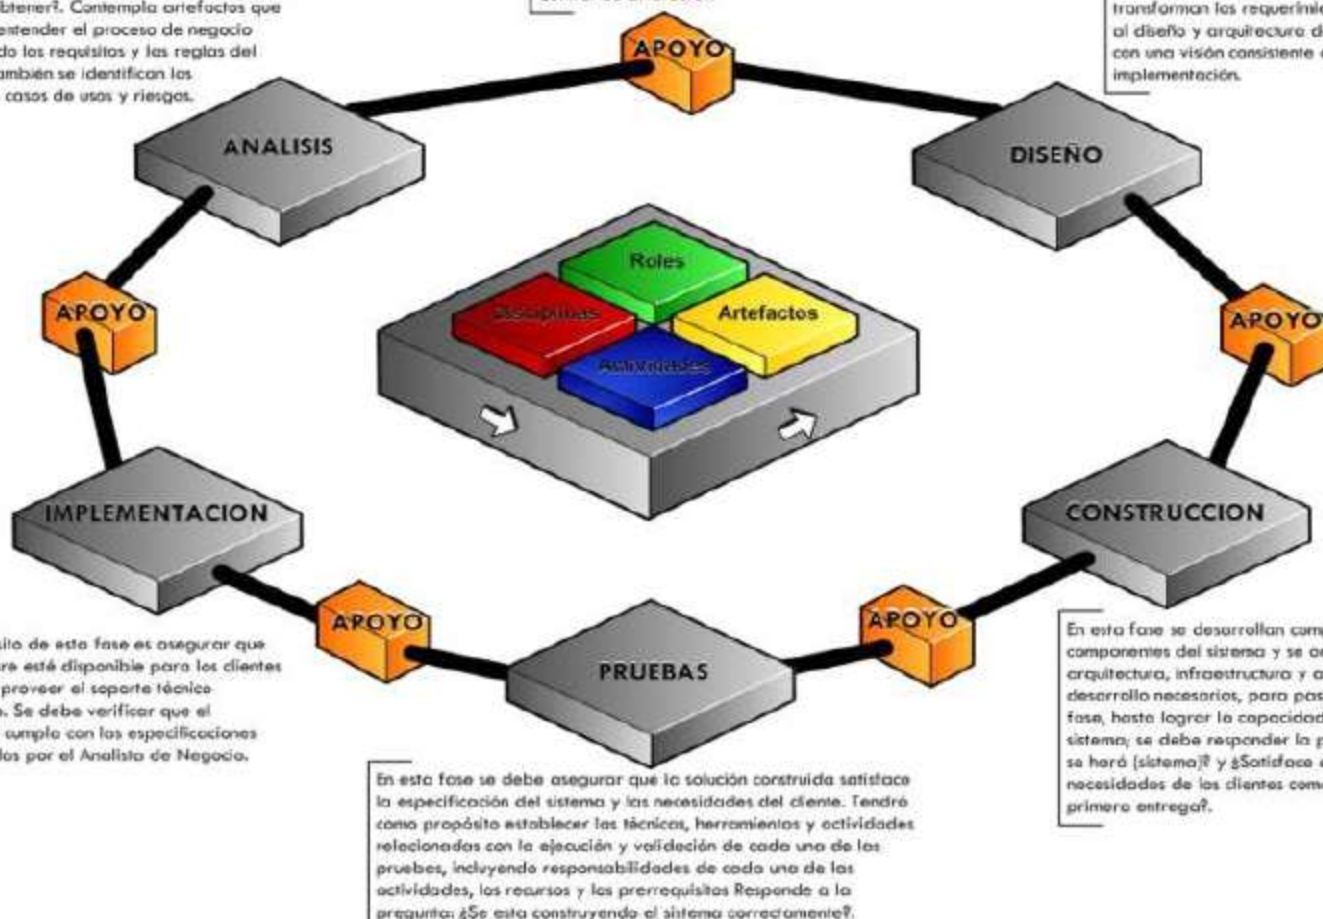 obtener?. Contempla artefactos que
entender el proceso de negocio
do los requisitos y las reglas del
ambién se identifican los
casos de usos y riesgos.
transforman los requerimie
al diseño y arquitectura d
con una visión consistente
implementación.
APOYO
ANALISIS
DISEÑO
Roles
Disciplinas
Artefactos
Actividades
APOYO
APOYO
IMPLEMENTACION
CONSTRUCCION
APOYO
APOYO
PRUEBAS
sito de esta fase es asegurar que
re esté disponible para los clientes
proveer el soporte técnico
. Se debe verificar que el
cumpla con las especificaciones
das por el Analista de Negocio.
En esta fase se desarrollan com
componentes del sistema y se a
arquitectura, infraestructura y a
desarrollo necesarios, para pas
fase, hasta lograr la capacidad
sistema; se debe responder la p
se hará (sistema)? y ¿Satisface
necesidades de los clientes com
primera entrega?.
En esta fase se debe asegurar que la solución construida satisface
la especificación del sistema y las necesidades del cliente. Tendrá
como propósito establecer las técnicas, herramientas y actividades
relacionadas con la ejecución y validación de cada una de las
pruebas, incluyendo responsabilidades de cada una de las
actividades, los recursos y los prerrequisitos Responde a la
pregunta: ¿Se esta construyendo el sistema correctamente?.